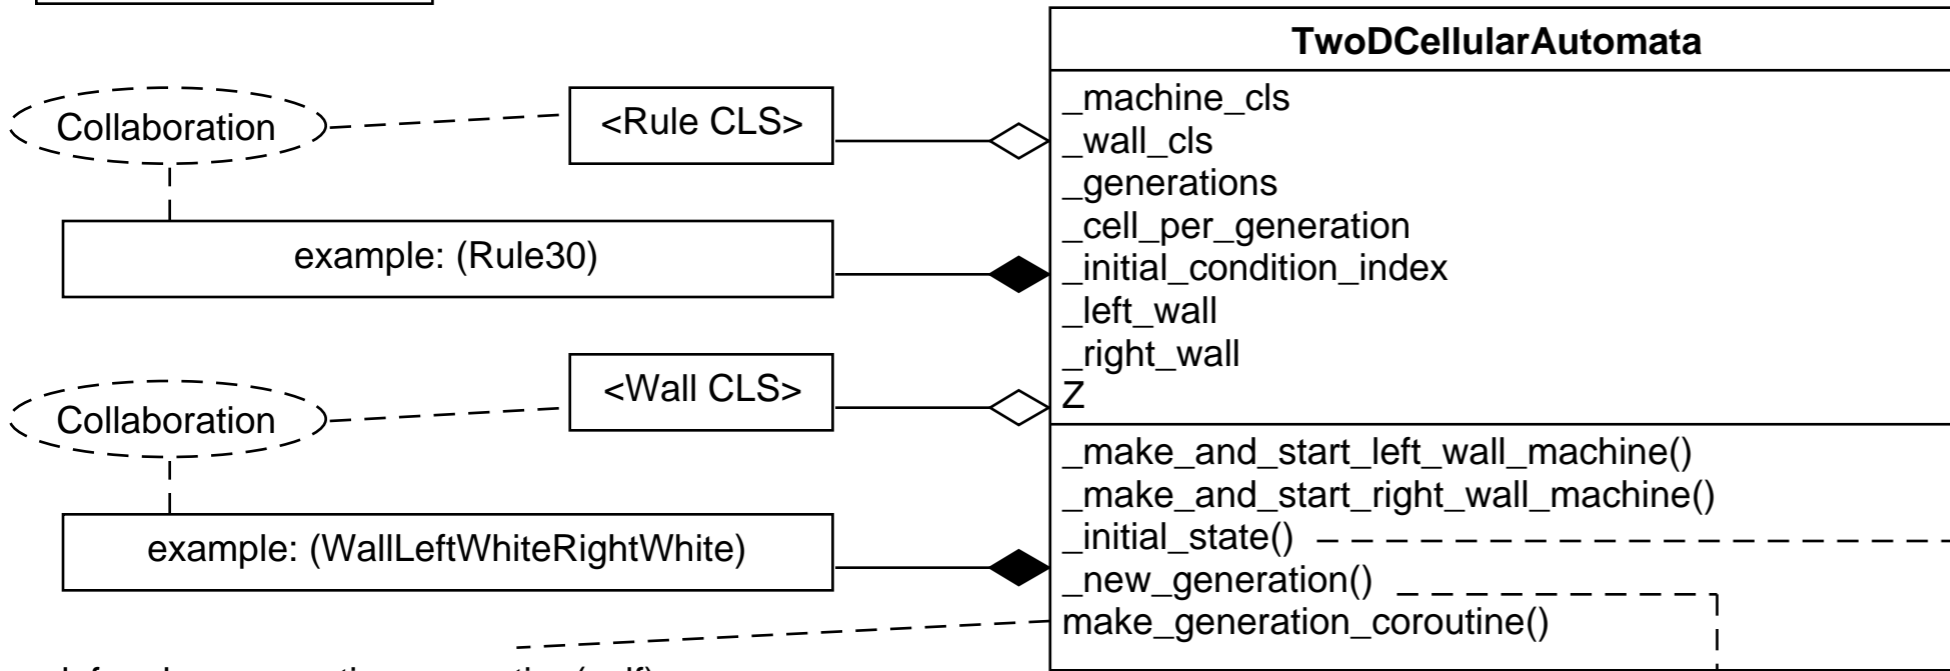 TwoDCellularAutomata
_machine_cls
_wall_cls
_generations
_cell_per_generation
_initial_condition_index
_left_wall
_right_wall
Z
_make_and_start_left_wall_machine()
_make_and_start_right_wall_machine()
_initial_state()
_new_generation()
make_generation_coroutine()
Collaboration
<Rule CLS>
example: (Rule30)
Collaboration
<Wall CLS>
example: (WallLeftWhiteRightWhite)